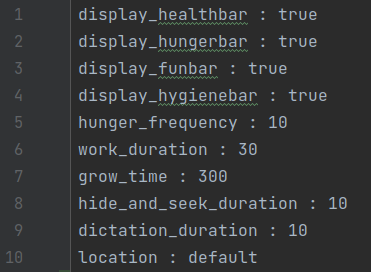 1 display_healthbar : true
2 display_hungerbar : true
3 display_funbar : true
4 display_hygienebar : true
5 hunger_frequency : 10
6 work_duration : 30
7 grow_time : 300
8 hide_and_seek_duration : 10
9 dictation_duration : 10
10 location : default